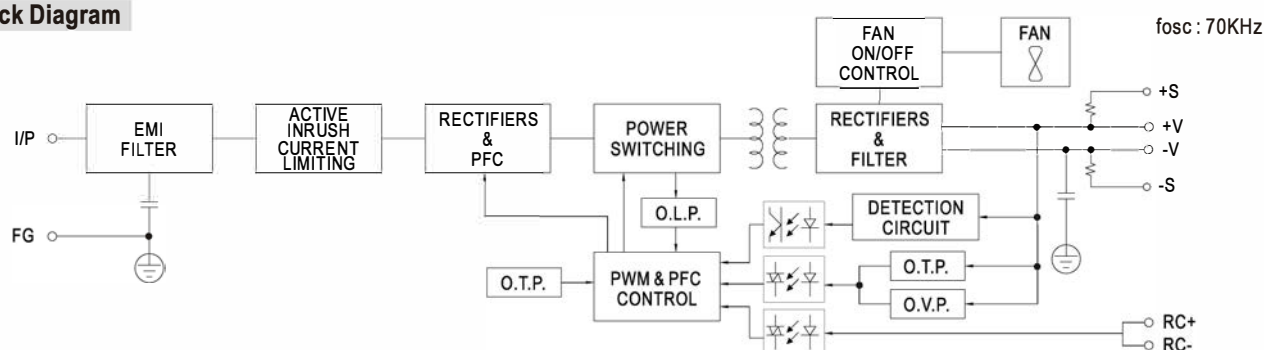 ck Diagram
fosc : 70KHz
FAN
ON/OFF
CONTROL
FAN
+S
I/P
EMI
FILTER
ACTIVE
INRUSH
CURRENT
LIMITING
RECTIFIERS
&
PFC
POWER
SWITCHING
RECTIFIERS
&
FILTER
+V
-V
-S
O.L.P.
DETECTION
CIRCUIT
FG
O.T.P.
PWM & PFC
CONTROL
O.T.P.
O.V.P.
RC+
RC-